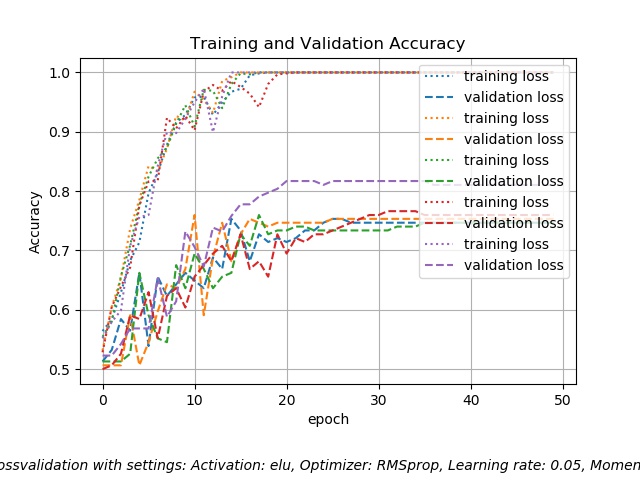 Training and Validation Accuracy
1.0
0.9
0.8
0.7
0.6
0.5
Accuracy
training loss
validation loss
training loss
validation loss
training loss
validation loss
training loss
validation loss
training loss
validation loss
0 10 20 30 40 50
epoch
ossvalidation with settings: Activation: elu, Optimizer: RMSprop, Learning rate: 0.05, Momen